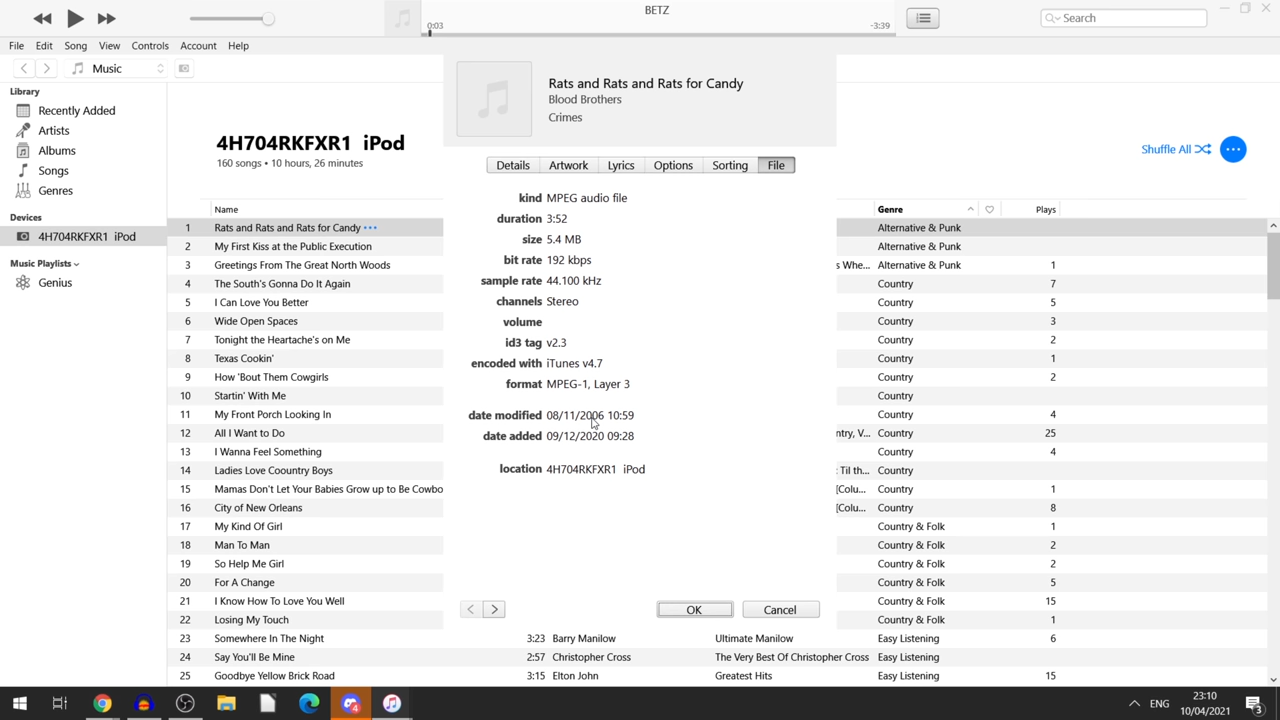 BETZ
0:03
-3:39
Search
File Edit Song View Controls Account Help
Music
Library
Recently Added
Artists
Albums
Songs
Genres
Devices
4H704RKFXR1 iPod
Music Playlists
Genius
4H704RKFXR1 iPod
160 songs • 10 hours, 26 minutes
Shuffle All
Rats and Rats and Rats for Candy
Blood Brothers
Crimes
Details Artwork Lyrics Options Sorting File
kind MPEG audio file
duration 3:52
size 5.4 MB
bit rate 192 kbps
sample rate 44.100 kHz
channels Stereo
volume
id3 tag v2.3
encoded with iTunes v4.7
format MPEG-1, Layer 3
date modified 08/11/2006 10:59
date added 09/12/2020 09:28
location 4H704RKFXR1 iPod
OK Cancel
Name Genre Plays
1 Rats and Rats and Rats for Candy ••• Alternative & Punk
2 My First Kiss at the Public Execution Alternative & Punk
3 Greetings From The Great North Woods s Whe... Alternative & Punk 1
4 The South's Gonna Do It Again Country 7
5 I Can Love You Better Country 5
6 Wide Open Spaces Country 3
7 Tonight the Heartache's on Me Country 2
8 Texas Cookin' Country 1
9 How 'Bout Them Cowgirls Country 2
10 Startin' With Me Country
11 My Front Porch Looking In Country 4
12 All I Want to Do ntry, V... Country 25
13 I Wanna Feel Something Country 4
14 Ladies Love Coountry Boys : Til th... Country
15 Mamas Don't Let Your Babies Grow up to Be Cowbo [Colu... Country 1
16 City of New Orleans [Colu... Country 8
17 My Kind Of Girl Country & Folk 1
18 Man To Man Country & Folk 2
19 So Help Me Girl Country & Folk 2
20 For A Change Country & Folk 5
21 I Know How To Love You Well Country & Folk 15
22 Losing My Touch Country & Folk 1
23 Somewhere In The Night 3:23 Barry Manilow Ultimate Manilow Easy Listening 6
24 Say You'll Be Mine 2:57 Christopher Cross The Very Best Of Christopher Cross Easy Listening
25 Goodbye Yellow Brick Road 3:15 Elton John Greatest Hits Easy Listening 15
ENG
23:10
10/04/2021
3